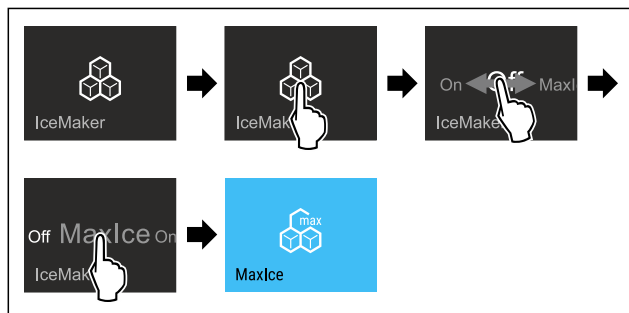 IceMaker
IceMak
On Off MaxI
IceMake
Off MaxIce On
IceMak
max
MaxIce